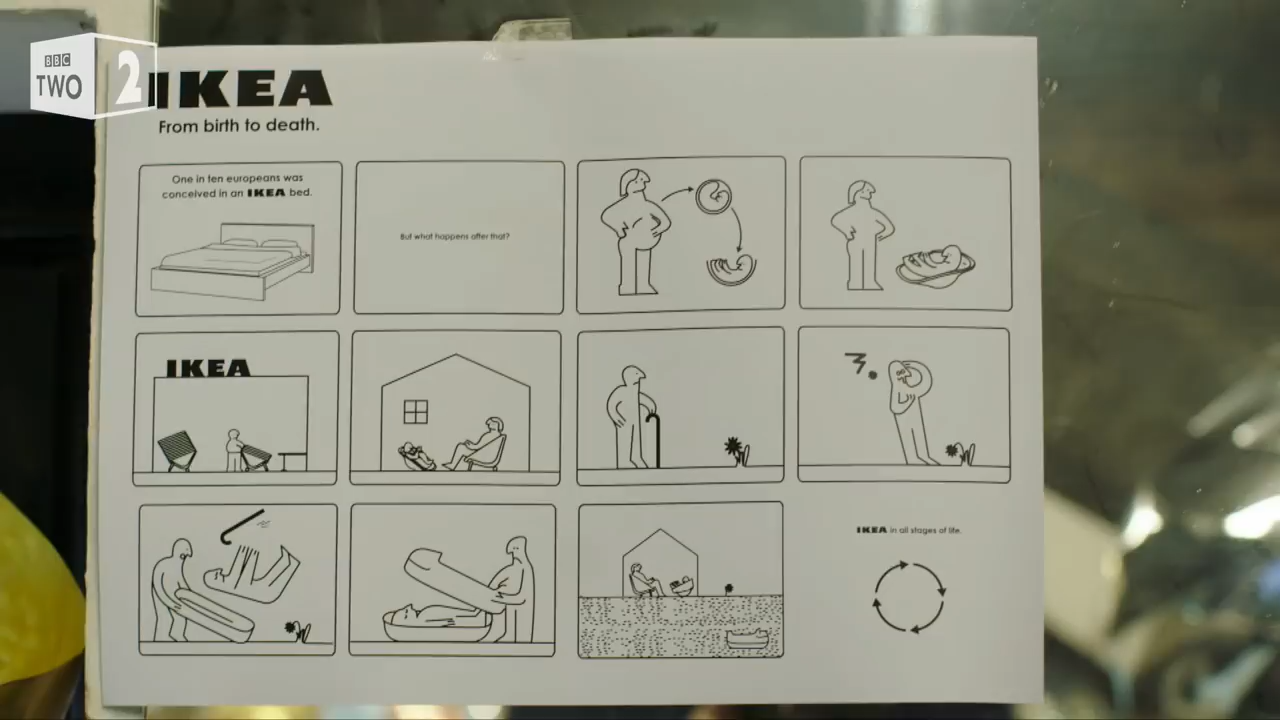 BBC
TWO
2
IKEA
From birth to death.
One in ten europeans was
conceived in an IKEA bed.
But what happens after that?
IKEA
IKEA in all stages of life.